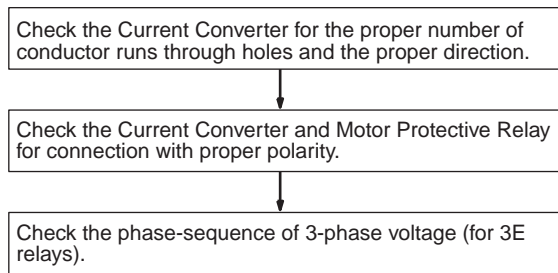 Check the Current Converter for the proper number of
conductor runs through holes and the proper direction.
Check the Current Converter and Motor Protective Relay
for connection with proper polarity.
Check the phase-sequence of 3-phase voltage (for 3E
relays).